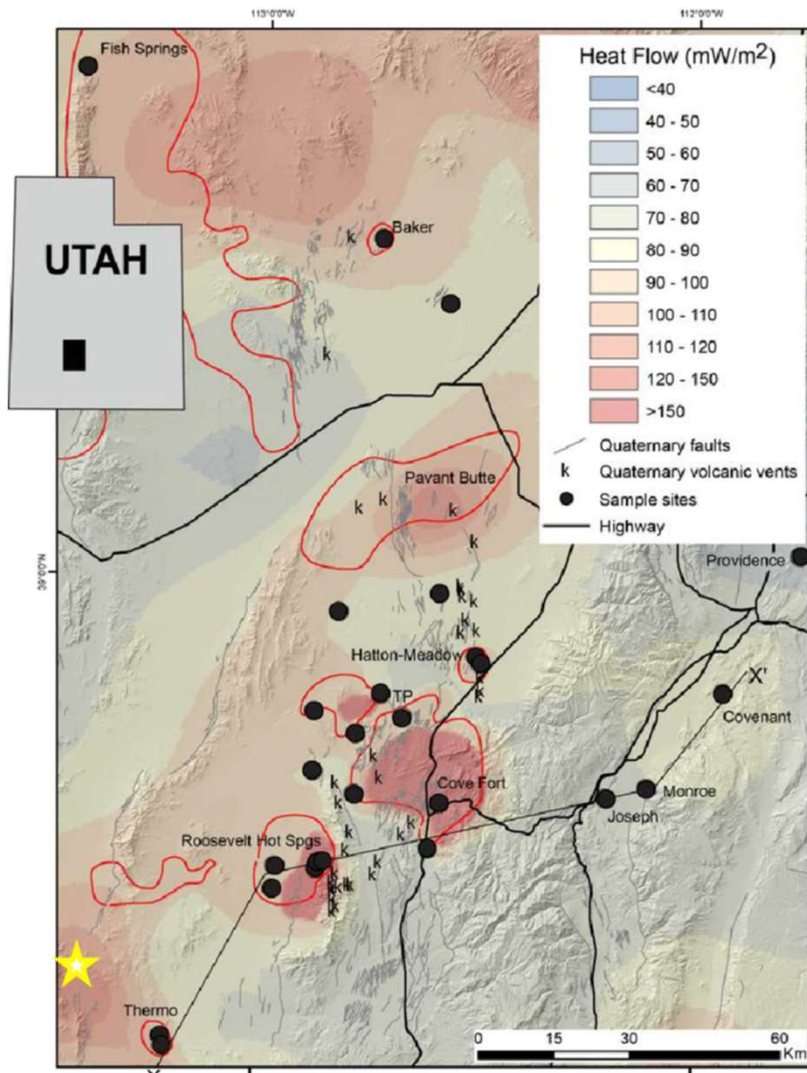 113°0'0"W
112°0'0"W
Fish Springs
Heat Flow (mW/m²)
<40
40 - 50
50 - 60
60 - 70
70 - 80
80 - 90
90 - 100
100 - 110
110 - 120
120 - 150
>150
Quaternary faults
k Quaternary volcanic vents
Sample sites
Highway
UTAH
Baker
Pavant Butte
Providence
39°0'N
Hatton-Meadow
X'
TP
Covenant
Cove Fort
Monroe
Joseph
Roosevelt Hot Spgs
Thermo
0 15 30 60
Km